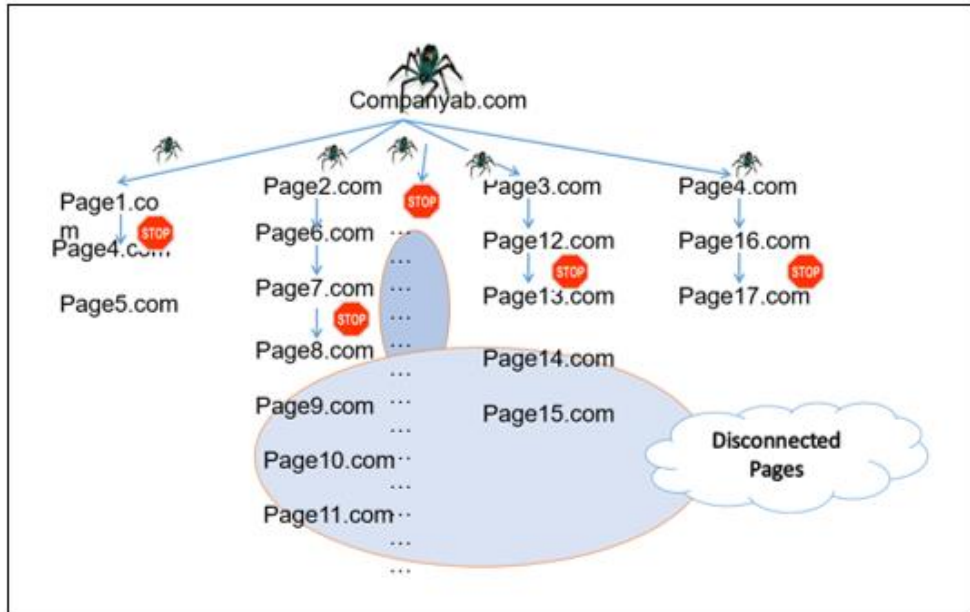 Companyab.com
Page1.co
m
Page4.com
Page5.com
STOP
Page2.com
Page6.com
Page7.com
STOP
Page8.com
Page9.com
Page10.com
Page11.com
STOP
...
...
...
...
...
...
...
...
...
...
...
...
...
Page3.com
Page12.com
STOP
Page13.com
Page14.com
Page15.com
Page4.com
Page16.com
STOP
Page17.com
Disconnected
Pages